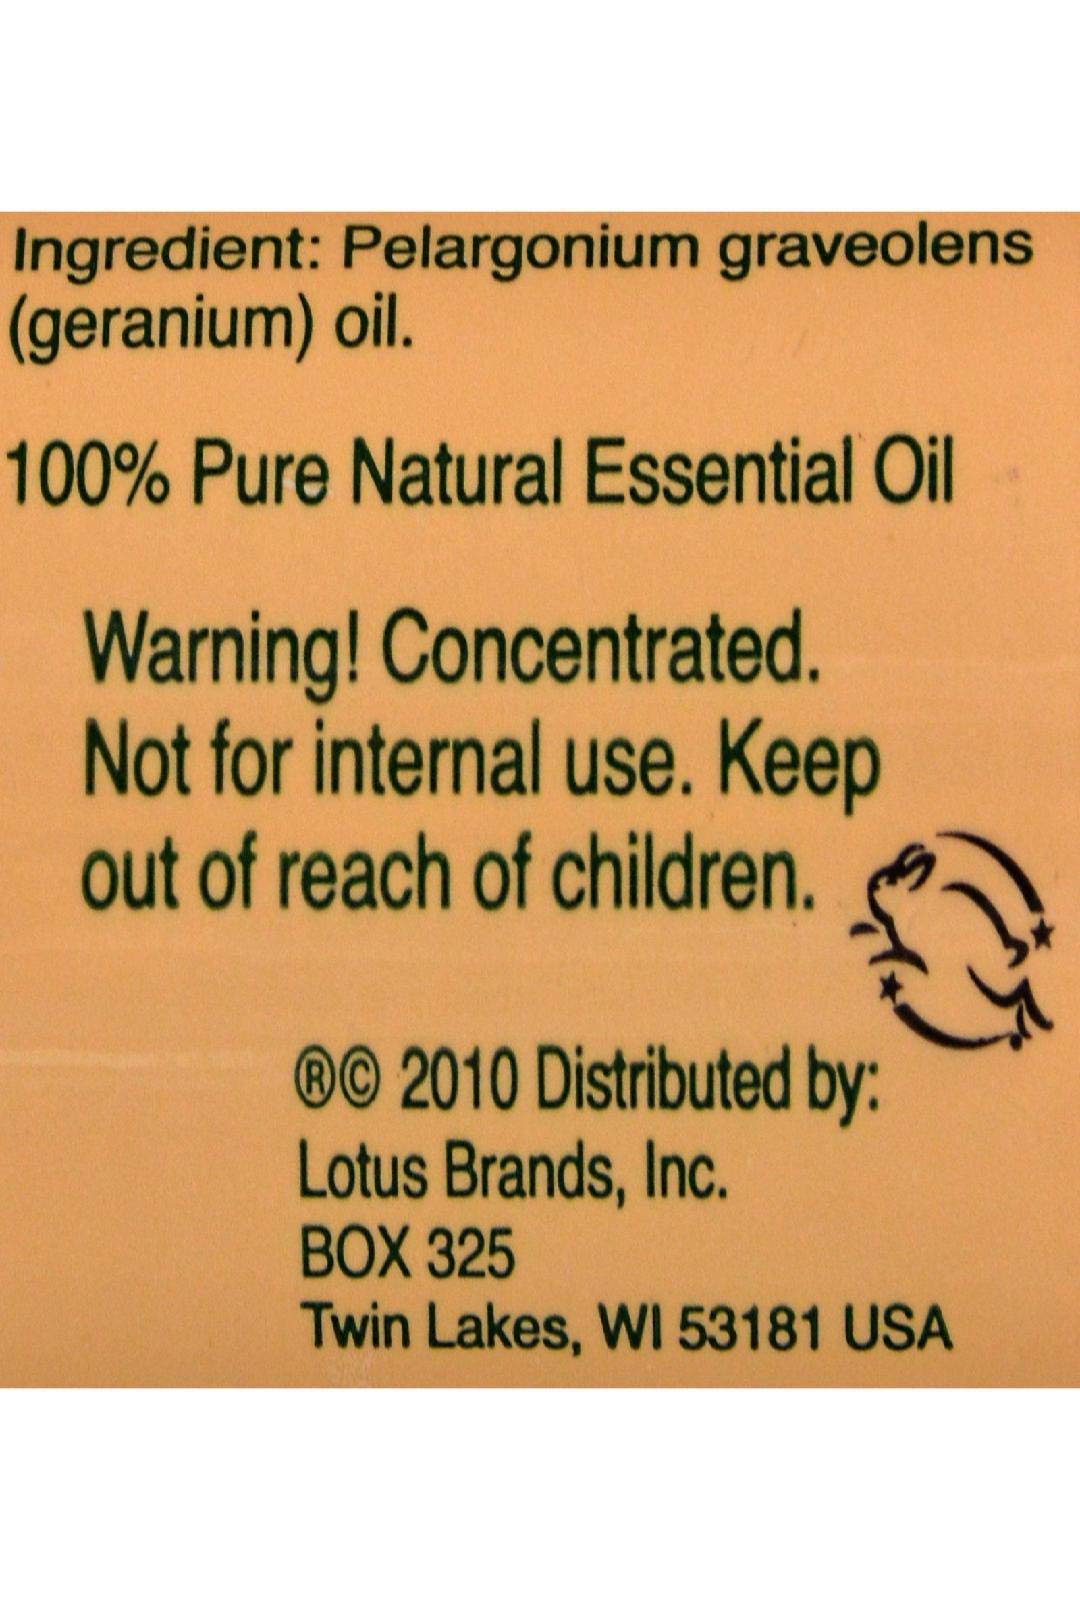 Ingredient: Pelargonium graveolens
(geranium) oil.
100% Pure Natural Essential Oil
Warning! Concentrated.
Not for internal use. Keep
out of reach of children.
®© 2010 Distributed by:
Lotus Brands, Inc.
BOX 325
Twin Lakes, WI 53181 USA